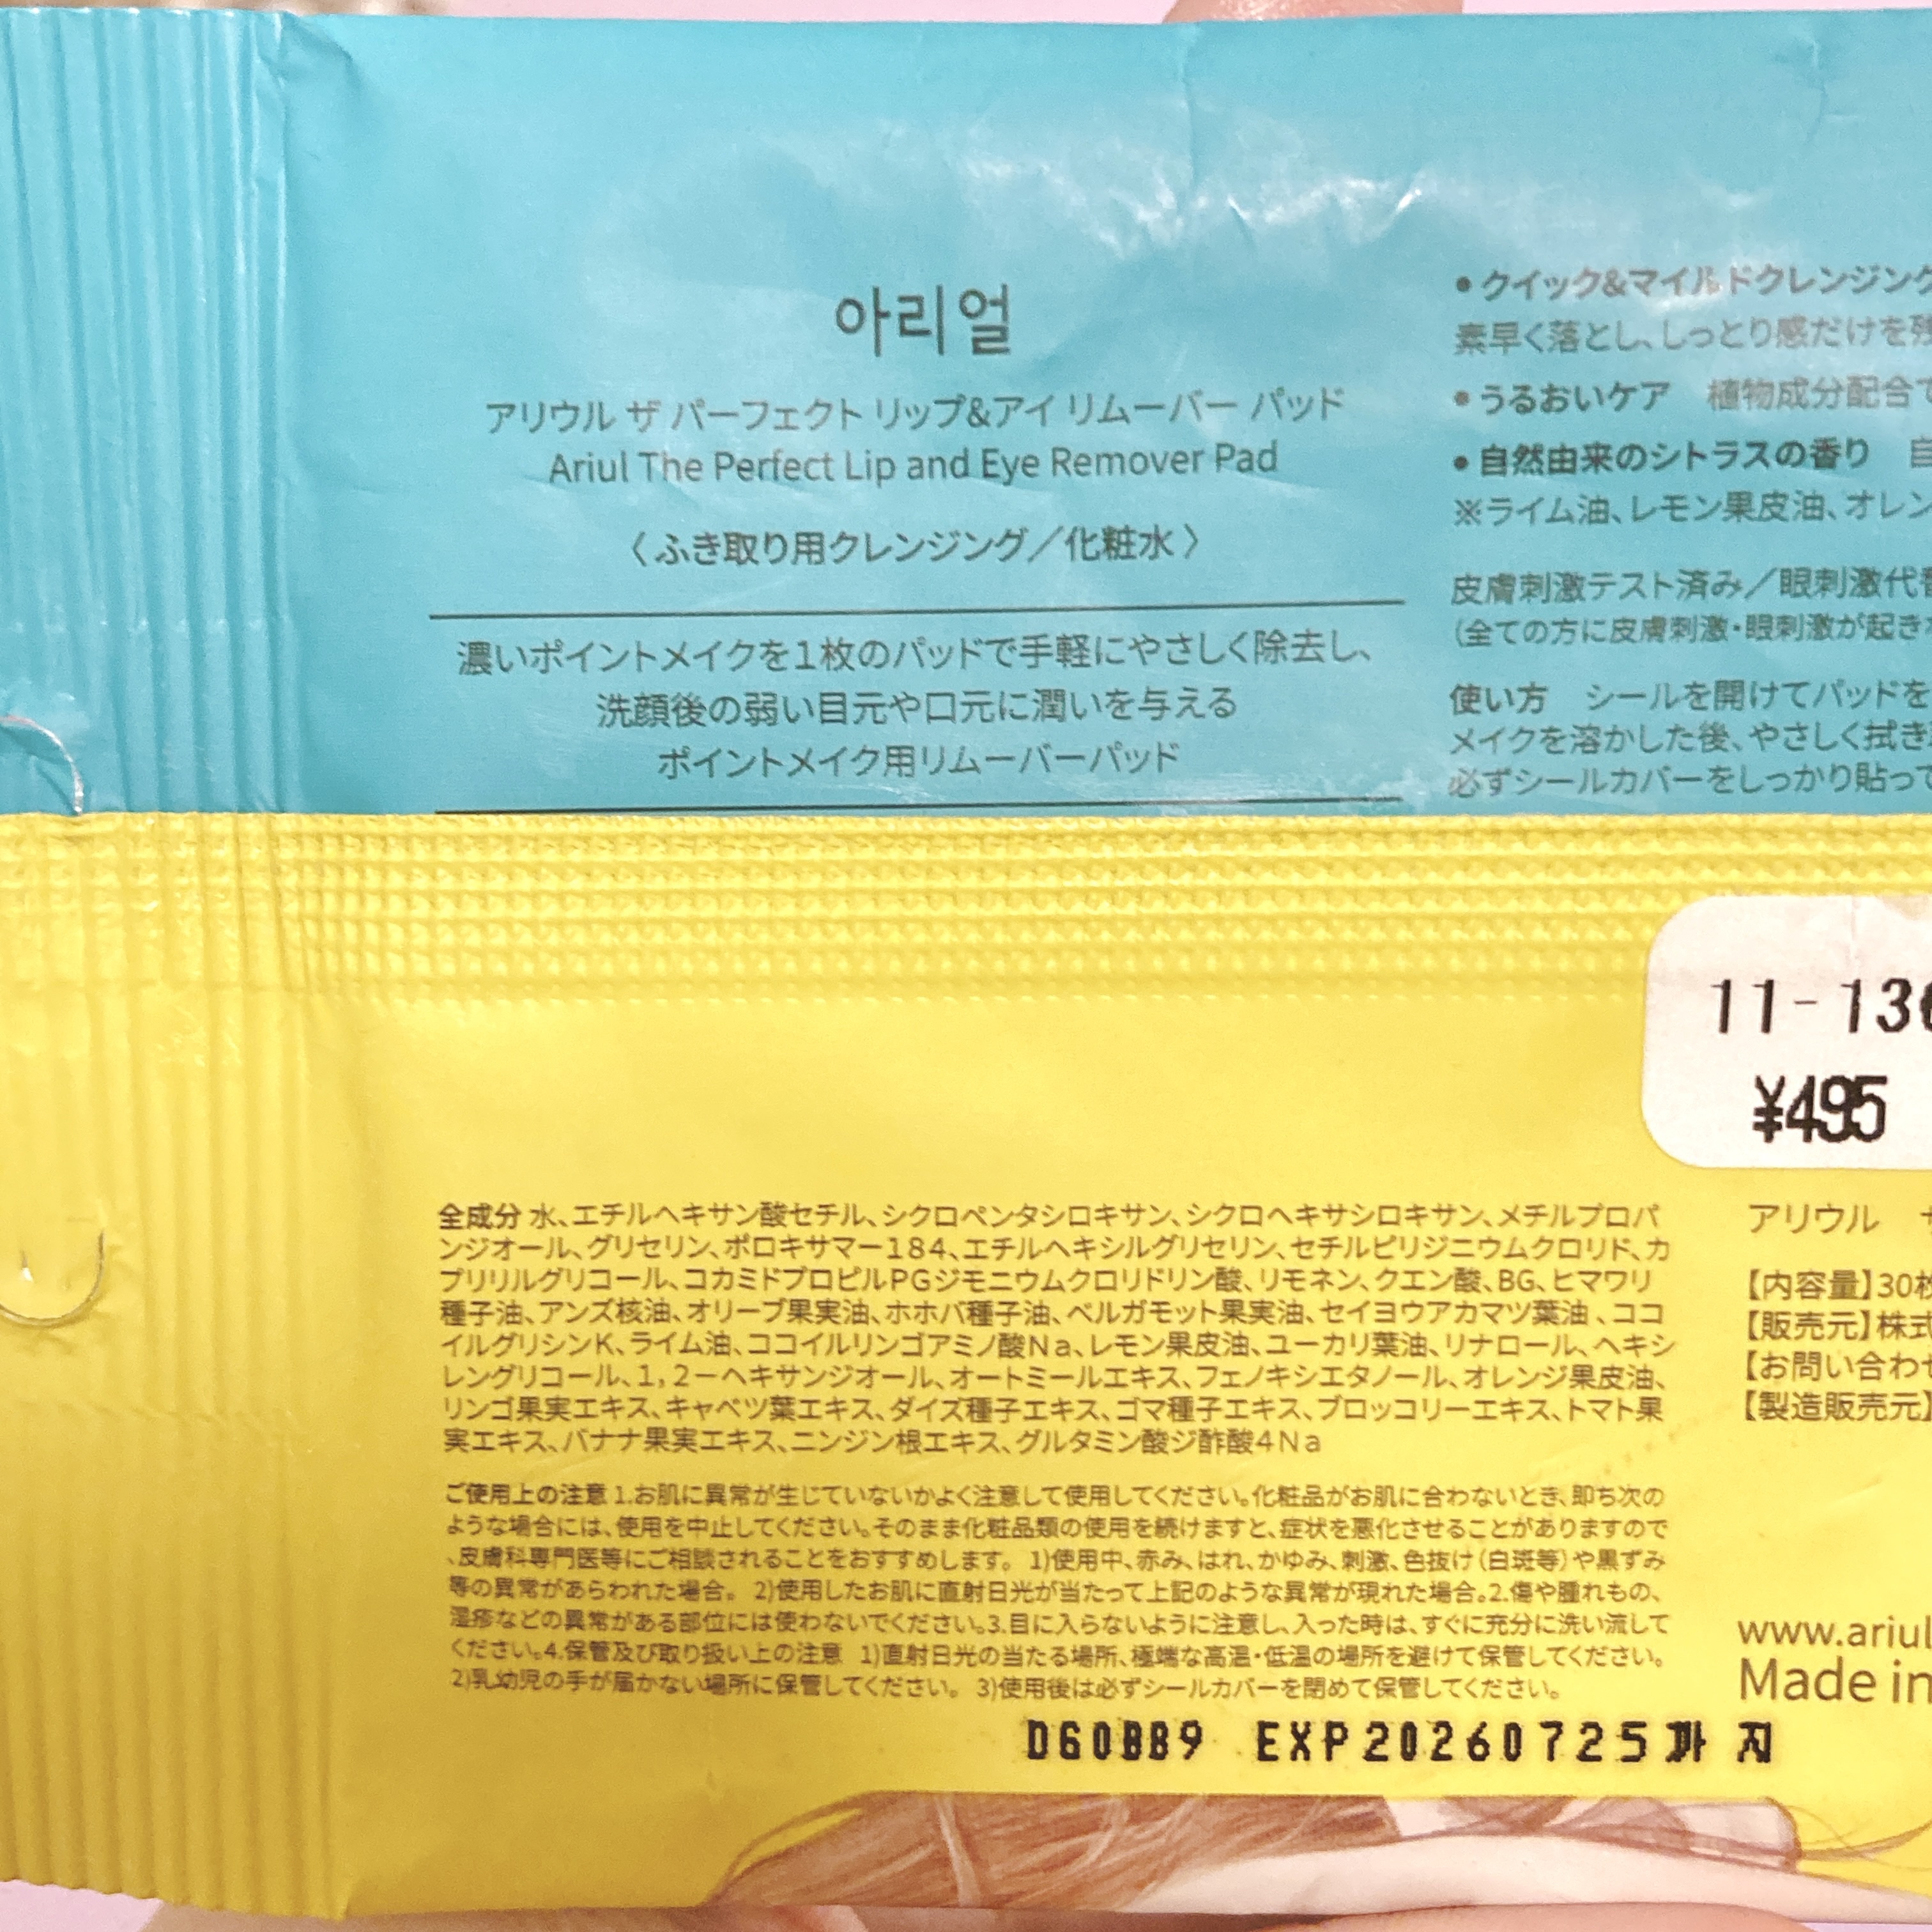 아리얼
アリウル ザ パーフェクト リップ&アイ リムーバー パッド
Ariul The Perfect Lip and Eye Remover Pad
〈ふき取り用クレンジング／化粧水〉
濃いポイントメイクを1枚のパッドで手軽にやさしく除去し、
洗顔後の弱い目元や口元に潤いを与える
ポイントメイク用リムーバーパッド
• クイック&マイルドクレンジング
素早く落とし、しっとり感だけを残
• うるおいケア 植物成分配合で
• 自然由来のシトラスの香り 自
※ライム油、レモン果皮油、オレン
皮膚刺激テスト済み／眼刺激代替
(全ての方に皮膚刺激・眼刺激が起き
使い方 シールを開けてパッドを
メイクを溶かした後、やさしく拭き
必ずシールカバーをしっかり貼って
11-136
¥495
全成分 水、エチルヘキサン酸セチル、シクロペンタシロキサン、シクロヘキサシロキサン、メチルプロパ
ンジオール、グリセリン、ポロキサマー184、エチルヘキシルグリセリン、セチルピリジニウムクロリド、カ
プリリルグリコール、コカミドプロピルPGジモニウムクロリドリン酸、リモネン、クエン酸、BG、ヒマワリ
種子油、アンズ核油、オリーブ果実油、ホホバ種子油、ベルガモット果実油、セイヨウアカマツ葉油、ココ
イルグリシンK、ライム油、ココイルリンゴアミノ酸Na、レモン果皮油、ユーカリ葉油、リナロール、ヘキシ
レングリコール、1,2－ヘキサンジオール、オートミールエキス、フェノキシエタノール、オレンジ果皮油、
リンゴ果実エキス、キャベツ葉エキス、ダイズ種子エキス、ゴマ種子エキス、ブロッコリーエキス、トマト果
実エキス、バナナ果実エキス、ニンジン根エキス、グルタミン酸ジ酢酸4Na
ご使用上の注意 1.お肌に異常が生じていないかよく注意して使用してください。化粧品がお肌に合わないとき、即ち次の
ような場合には、使用を中止してください。そのまま化粧品類の使用を続けますと、症状を悪化させることがありますので
、皮膚科専門医等にご相談されることをおすすめします。 1)使用中、赤み、はれ、かゆみ、刺激、色抜け(白斑等)や黒ずみ
等の異常があらわれた場合。 2)使用したお肌に直射日光が当たって上記のような異常が現れた場合。2.傷や腫れもの、
湿疹などの異常がある部位には使わないでください。3.目に入らないように注意し、入った時は、すぐに充分に洗い流して
ください。4.保管及び取り扱い上の注意 1)直射日光の当たる場所、極端な高温・低温の場所を避けて保管してください。
2)乳幼児の手が届かない場所に保管してください。 3)使用後は必ずシールカバーを閉めて保管してください。
アリウル ザ
【内容量】30枚
【販売元】株式
【お問い合わせ
【製造販売元】
www.ariul
Made in
DG0BB9 EXP20260725까지